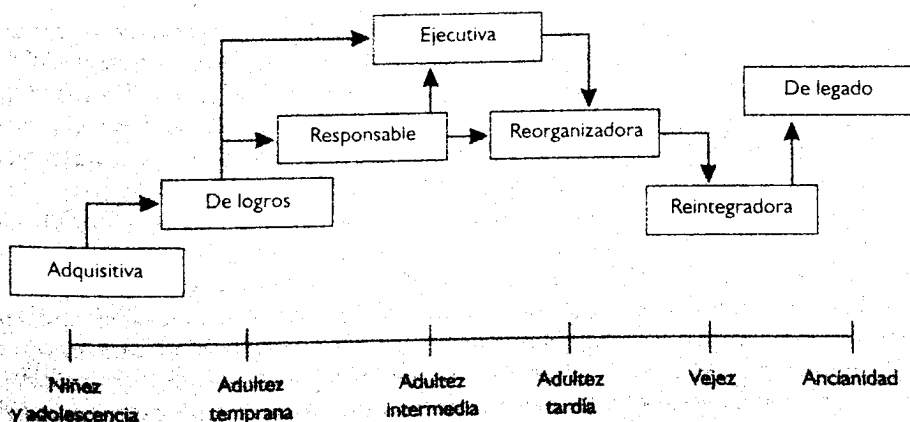 Ejecutiva
De legado
Responsable
Reorganizadora
De logros
Reintegradora
Adquisitiva
Niñez
y adolescencia
Adultez
temprana
Adultez
intermedia
Adultez
tardía
Vejez
Ancianidad